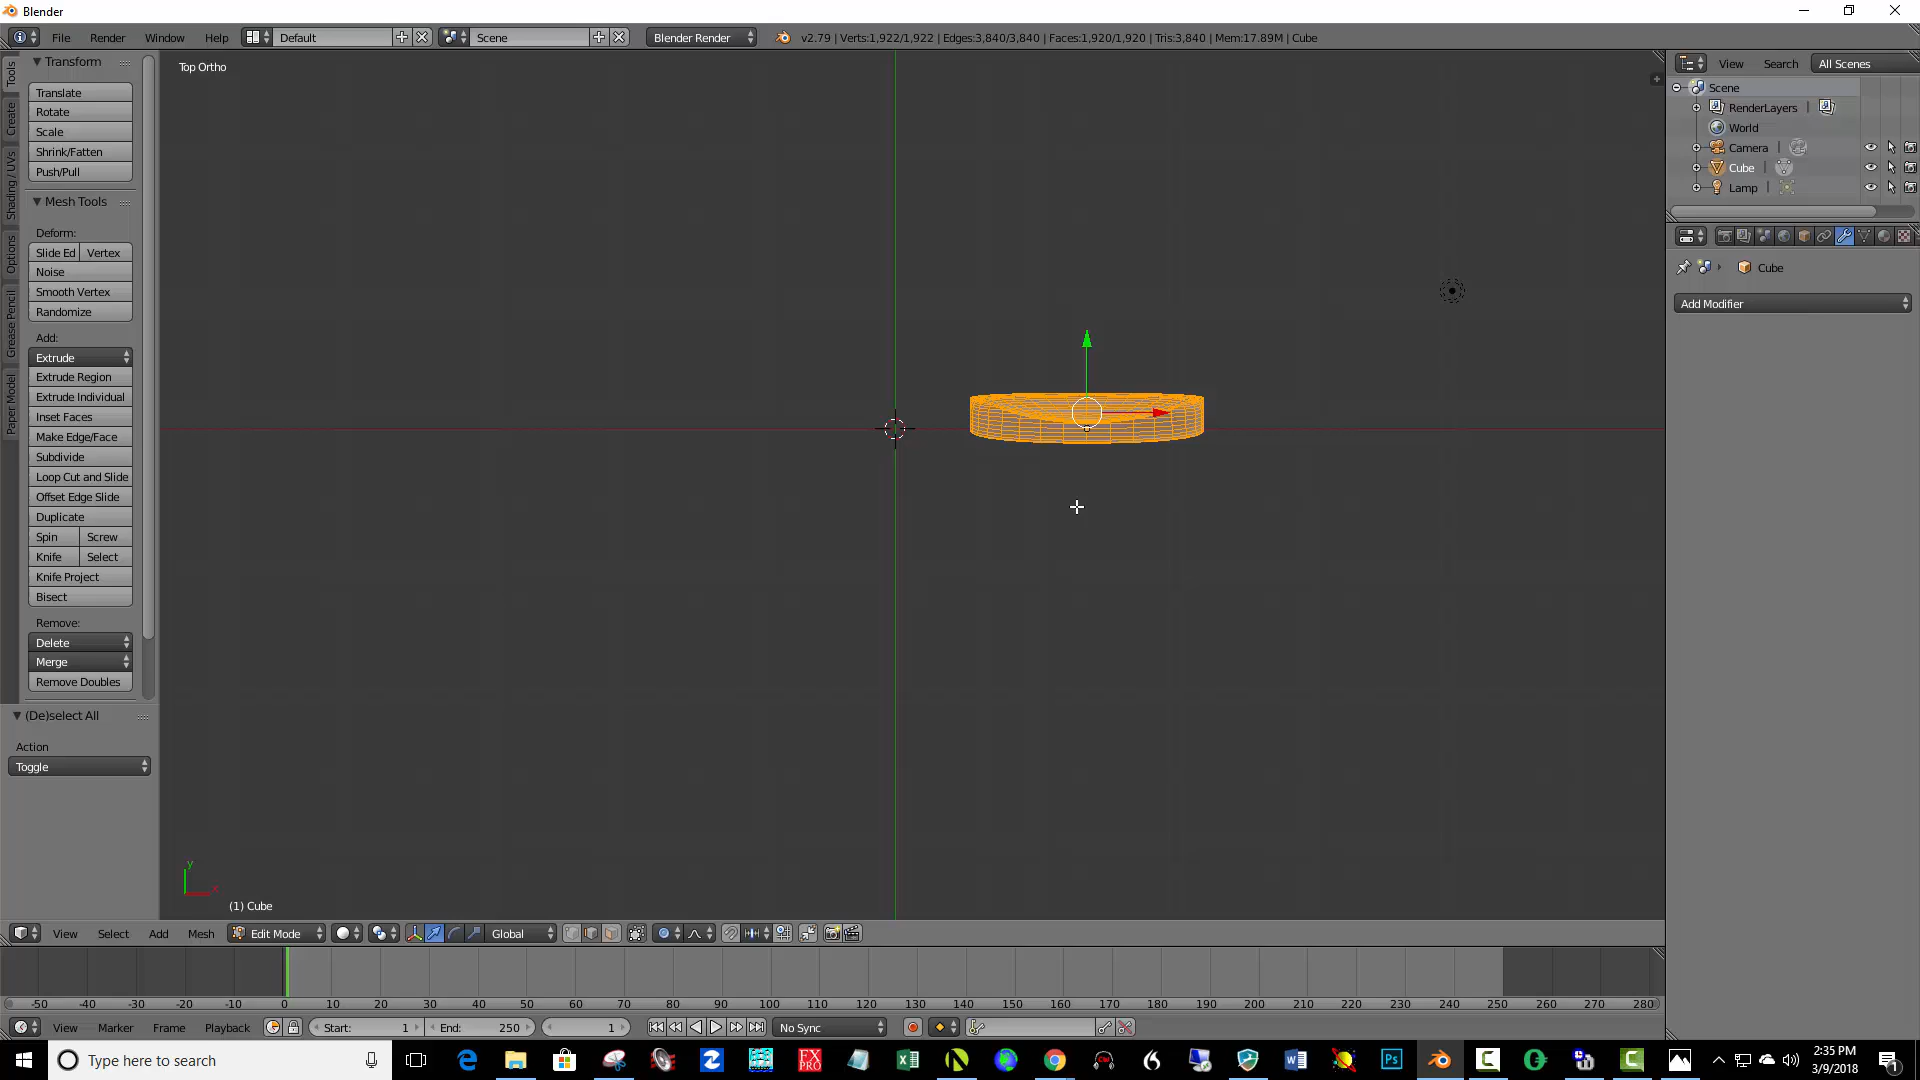 Blender
File Render Window Help Default Scene Blender Render v2.79 | Verts:1,922/1,922 | Edges:3,840/3,840 | Faces:1,920/1,920 | Tris:3,840 | Mem:17.89M | Cube
Tools
Create
Shading / UVs
Options
Grease Pencil
Paper Model
Transform
Translate
Rotate
Scale
Shrink/Fatten
Push/Pull
Mesh Tools
Deform:
Slide Ed Vertex
Noise
Smooth Vertex
Randomize
Add:
Extrude
Extrude Region
Extrude Individual
Inset Faces
Make Edge/Face
Subdivide
Loop Cut and Slide
Offset Edge Slide
Duplicate
Spin Screw
Knife Select
Knife Project
Bisect
Remove:
Delete
Merge
Remove Doubles
(De)select All
Action
Toggle
Top Ortho
y
x
(1) Cube
View Search All Scenes
Scene
RenderLayers |
World
Camera |
Cube |
Lamp |
Cube
Add Modifier
View Select Add Mesh Edit Mode Global
-50 -40 -30 -20 -10 0 10 20 30 40 50 60 70 80 90 100 110 120 130 140 150 160 170 180 190 200 210 220 230 240 250 260 270 280
View Marker Frame Playback Start: 1 End: 250 1 No Sync
Type here to search
FX
PRO
Ps
2:35 PM
3/9/2018
1